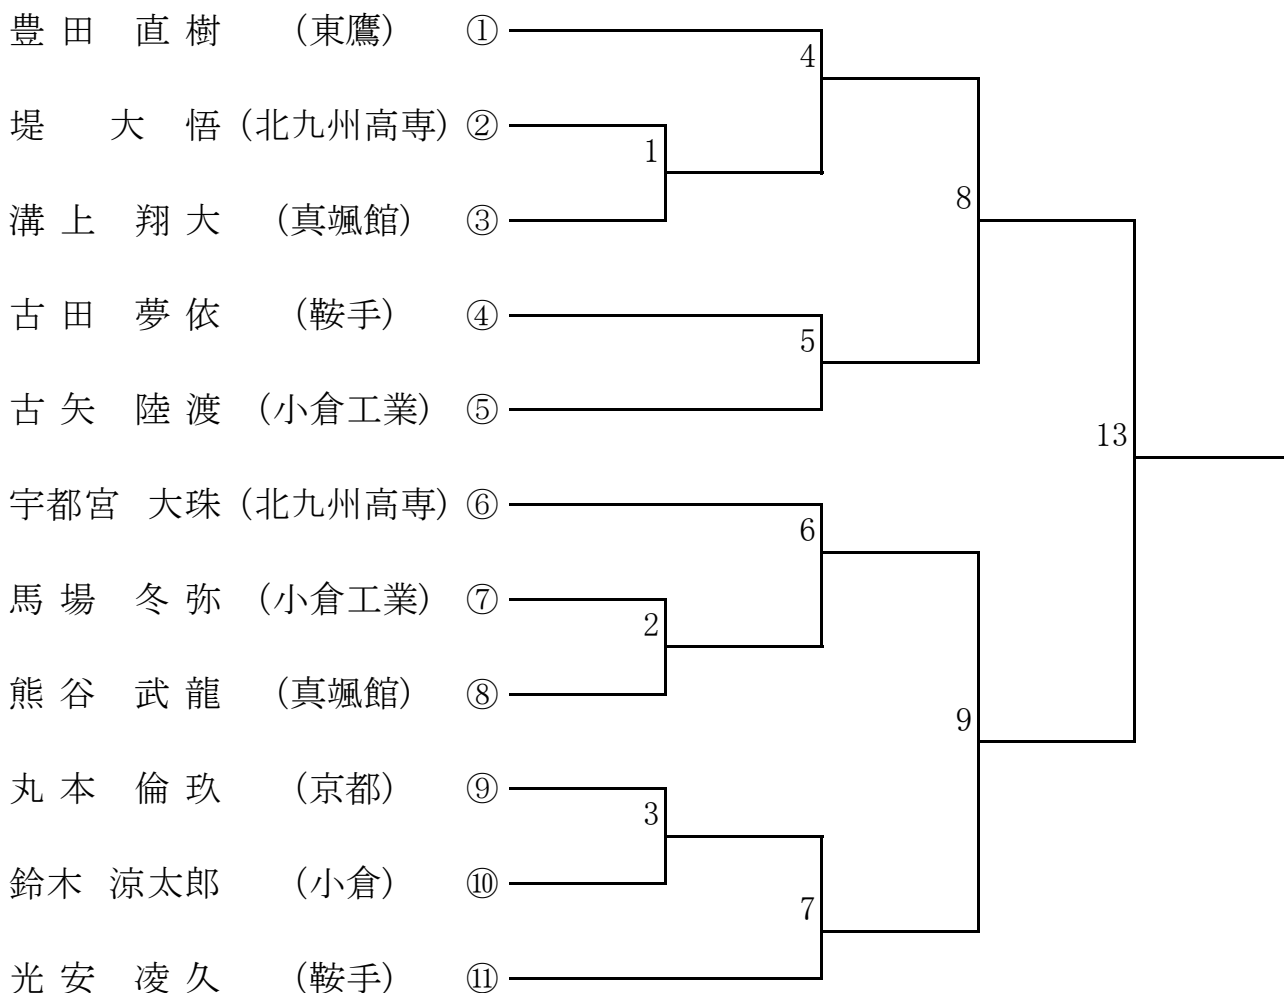 豊田 直樹 (東鷹) ①
4
堤 大悟 (北九州高専) ②
1
溝上 翔大 (真颯館) ③
8
古田 夢依 (鞍手) ④
5
古矢 陸渡 (小倉工業) ⑤
13
宇都宮 大珠 (北九州高専) ⑥
6
馬場 冬弥 (小倉工業) ⑦
2
熊谷 武龍 (真颯館) ⑧
9
丸本 倫玖 (京都) ⑨
3
鈴木 涼太郎 (小倉) ⑩
7
光安 凌久 (鞍手) ⑪